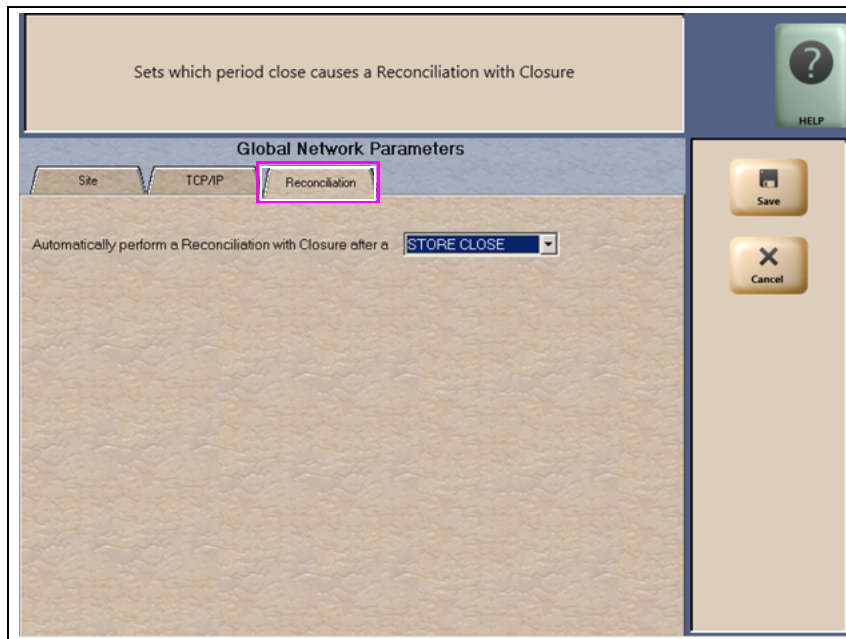 Sets which period close causes a Reconciliation with Closure
HELP
Global Network Parameters
Site TCP/IP Reconciliation
Save
Automatically perform a Reconciliation with Closure after a STORE CLOSE
Cancel